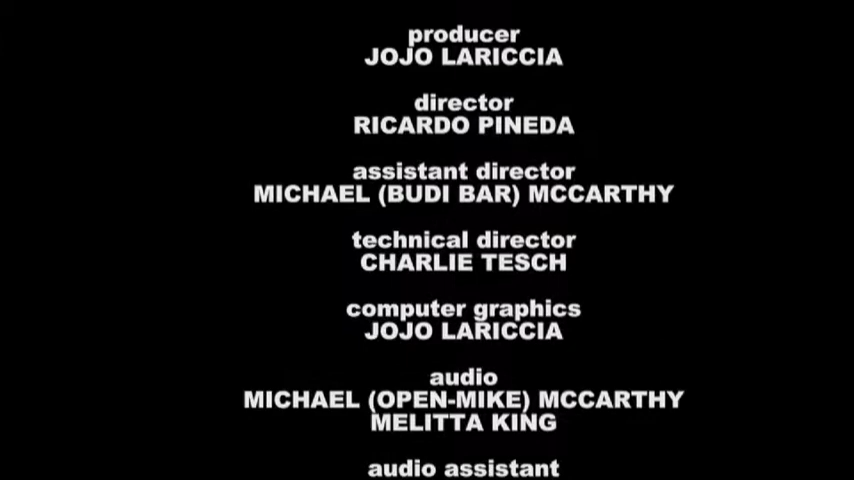 producer
JOJO LARICCIA
director
RICARDO PINEDA
assistant director
MICHAEL (BUDI BAR) MCCARTHY
technical director
CHARLIE TESCH
computer graphics
JOJO LARICCIA
audio
MICHAEL (OPEN-MIKE) MCCARTHY
MELITTA KING
audio assistant